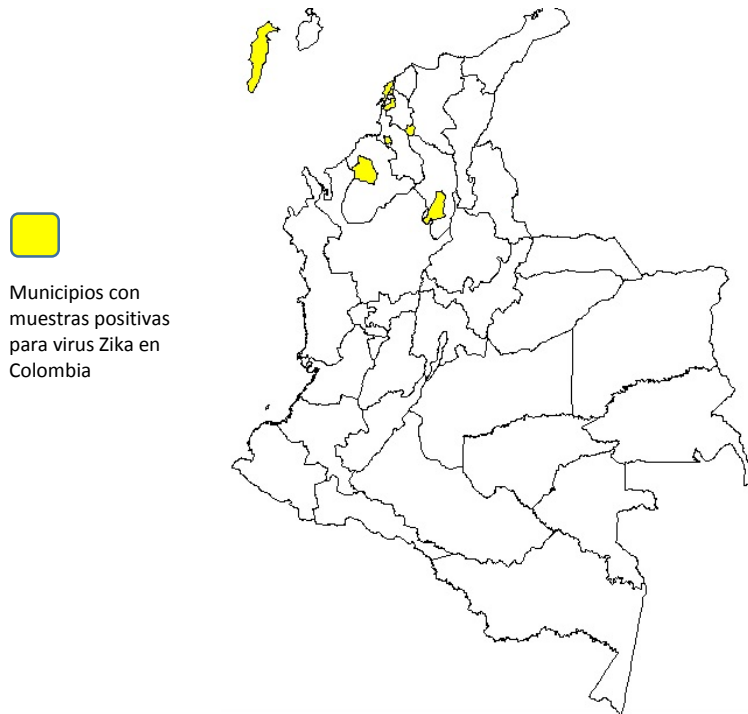 Municipios con
muestras positivas
para virus Zika en
Colombia